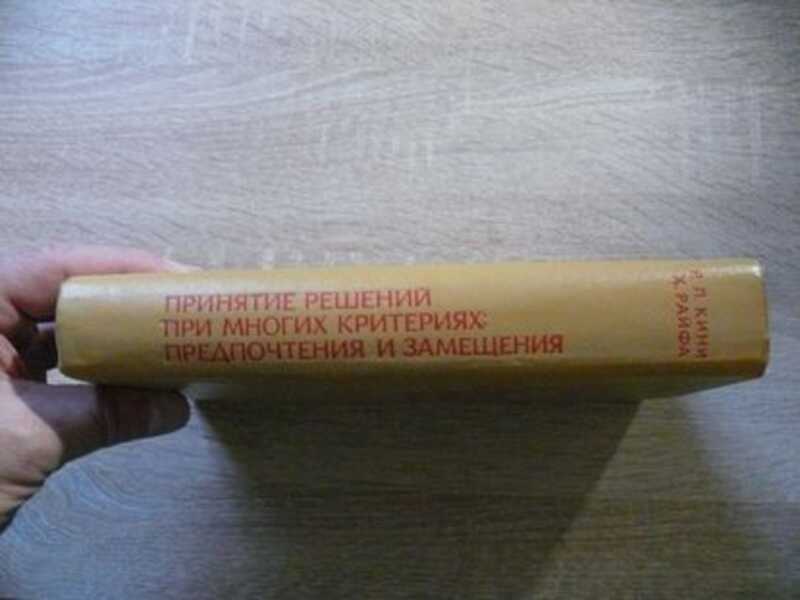 ПРИНЯТИЕ РЕШЕНИЙ
ПРИ МНОГИХ КРИТЕРИЯХ:
ПРЕДПОЧТЕНИЯ И ЗАМЕЩЕНИЯ
Р. Л. КИНИ
Х. РАЙФА